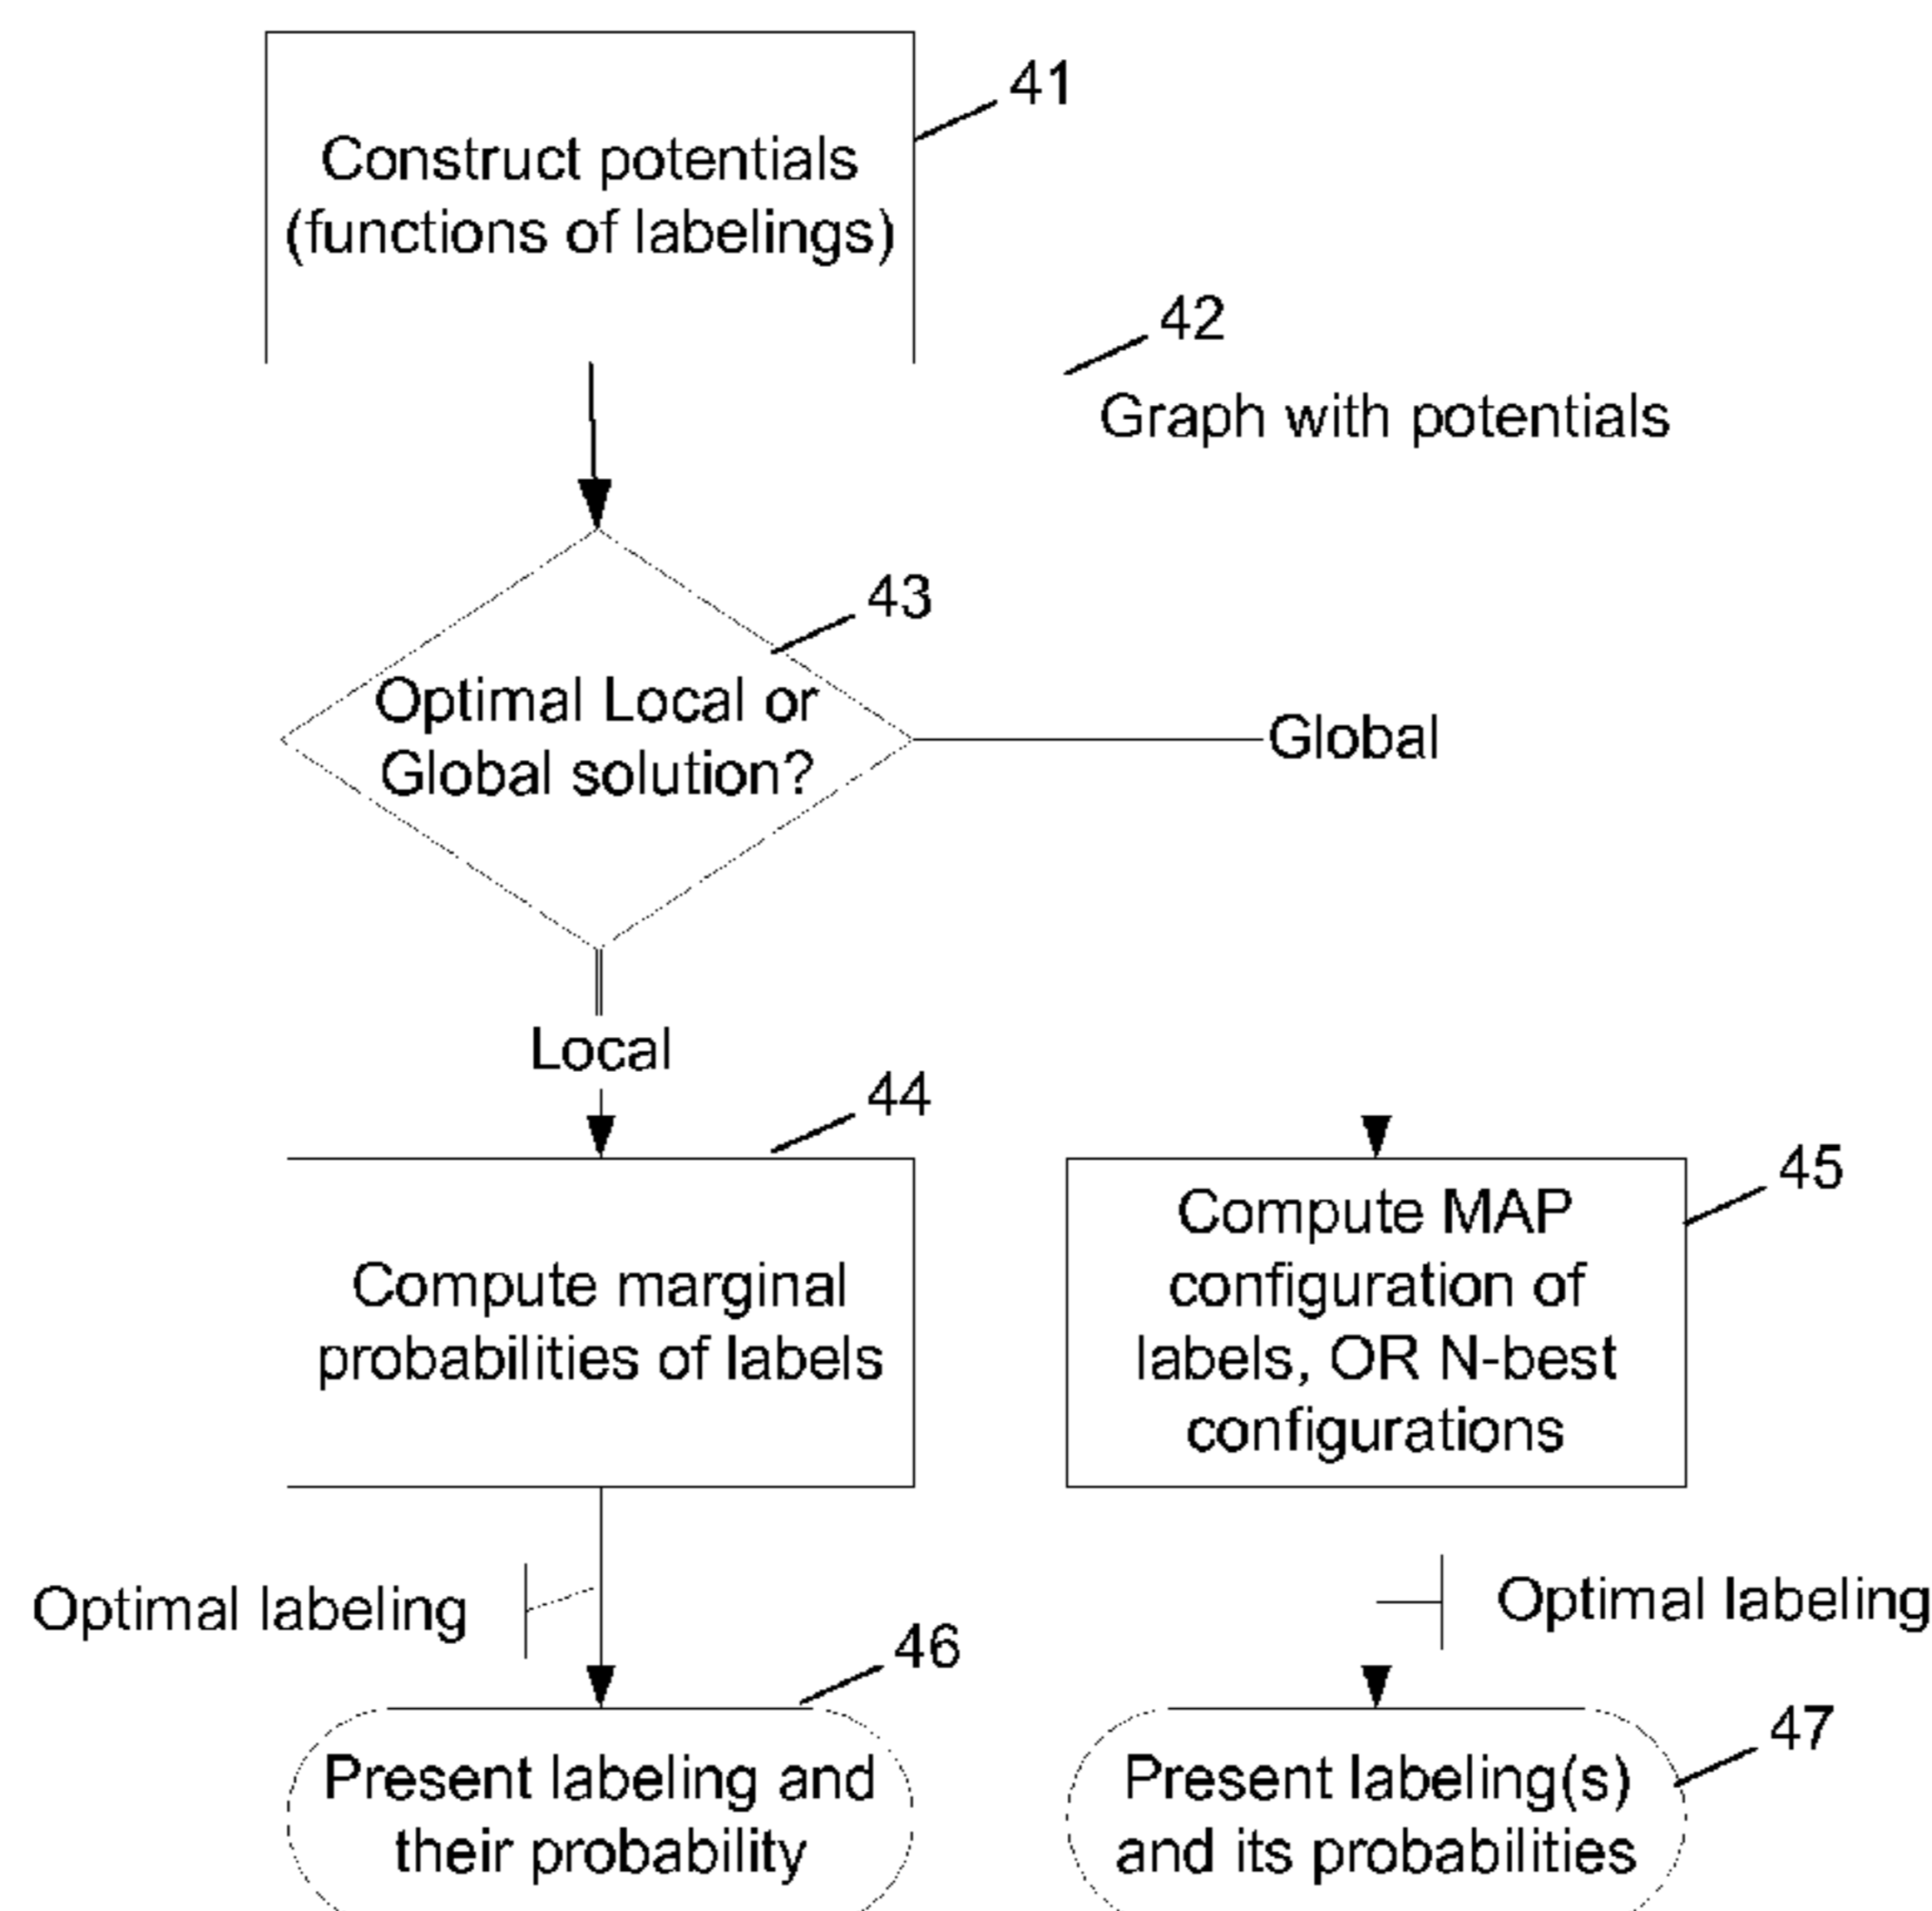 41
Construct potentials
(functions of labelings)
42
Graph with potentials
43
Optimal Local or
Global solution?
Global
Local
44
45
Compute marginal
probabilities of labels
Compute MAP
configuration of
labels, OR N-best
configurations
Optimal labeling
Optimal labeling
46
47
Present labeling and
their probability
Present labeling(s)
and its probabilities